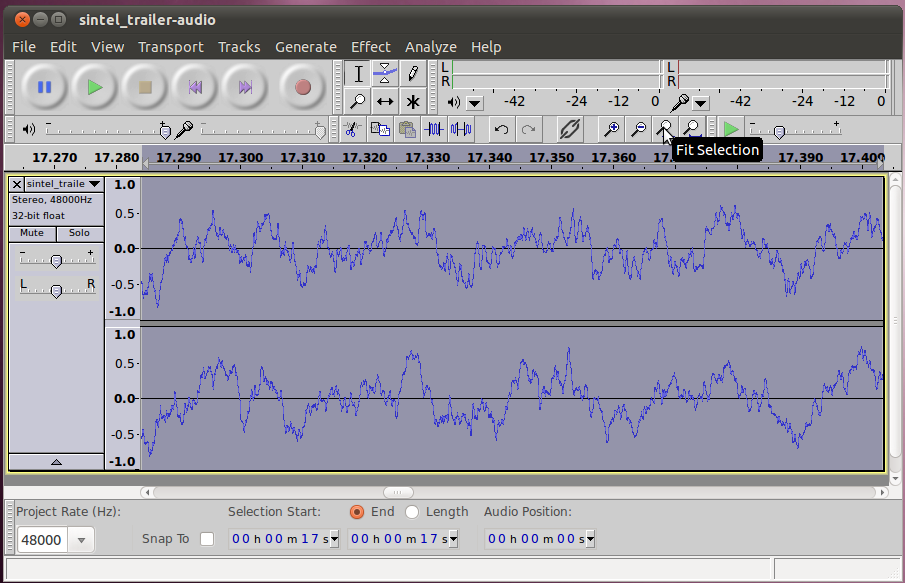 sintel_trailer-audio
File Edit View Transport Tracks Generate Effect Analyze Help
L L
R R
-42 -24 -12 0 -42 -24 -12 0
Fit Selection
17.270 17.280 17.290 17.300 17.310 17.320 17.330 17.340 17.350 17.360 17.390 17.400
sintel_traile
Stereo, 48000Hz
32-bit float
Mute Solo
- +
L R
1.0
0.5
0.0
-0.5
-1.0
1.0
0.5
0.0
-0.5
-1.0
Project Rate (Hz): Selection Start: End Length Audio Position:
48000 Snap To 00 h 00 m 17 s 00 h 00 m 17 s 00 h 00 m 00 s